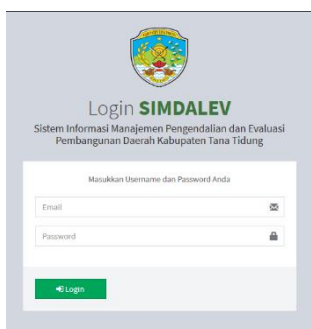 Login SIMDALEV
Sistem Informasi Manajemen Pengendalian dan Evaluasi
Pembangunan Daerah Kabupaten Tana Tidung
Masukkan Username dan Password Anda
Email
Password
Login